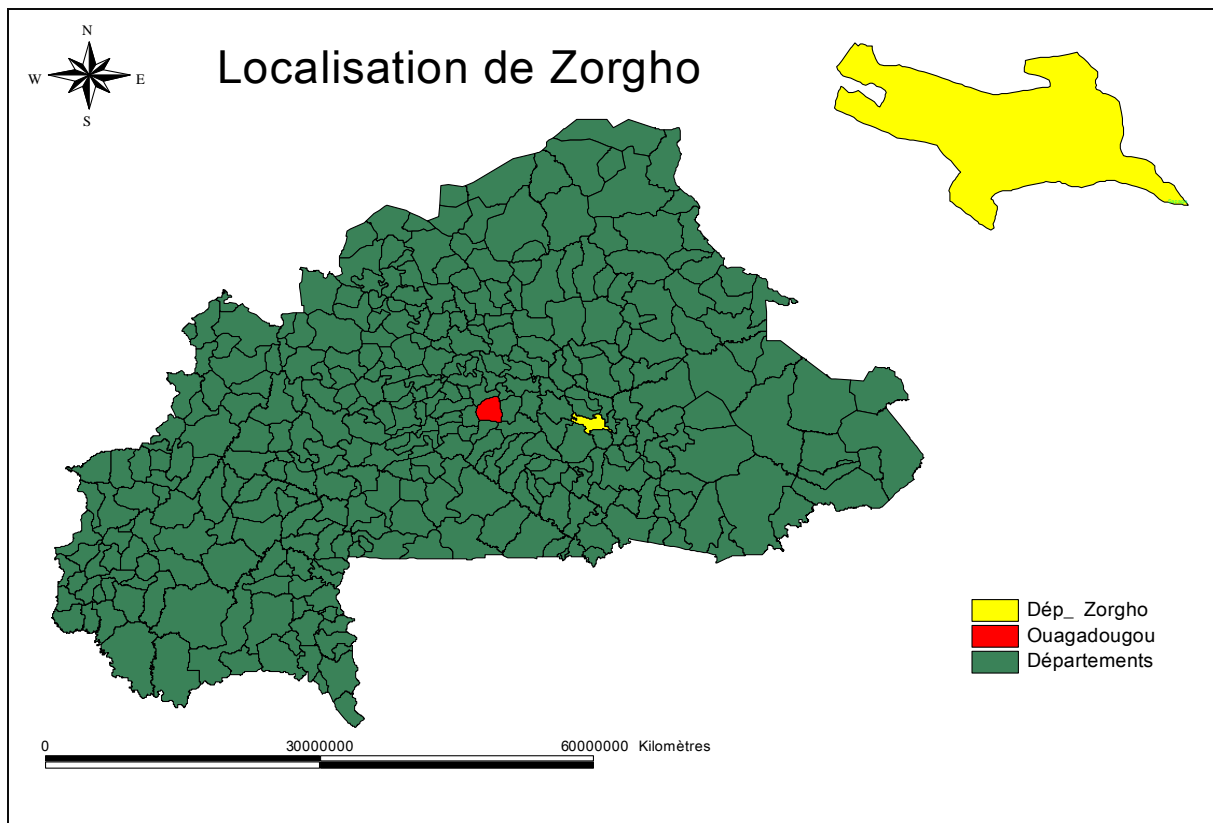 N
W E
S
Localisation de Zorgho
Dép_ Zorgho
Ouagadougou
Départements
0 30000000 60000000 Kilomètres